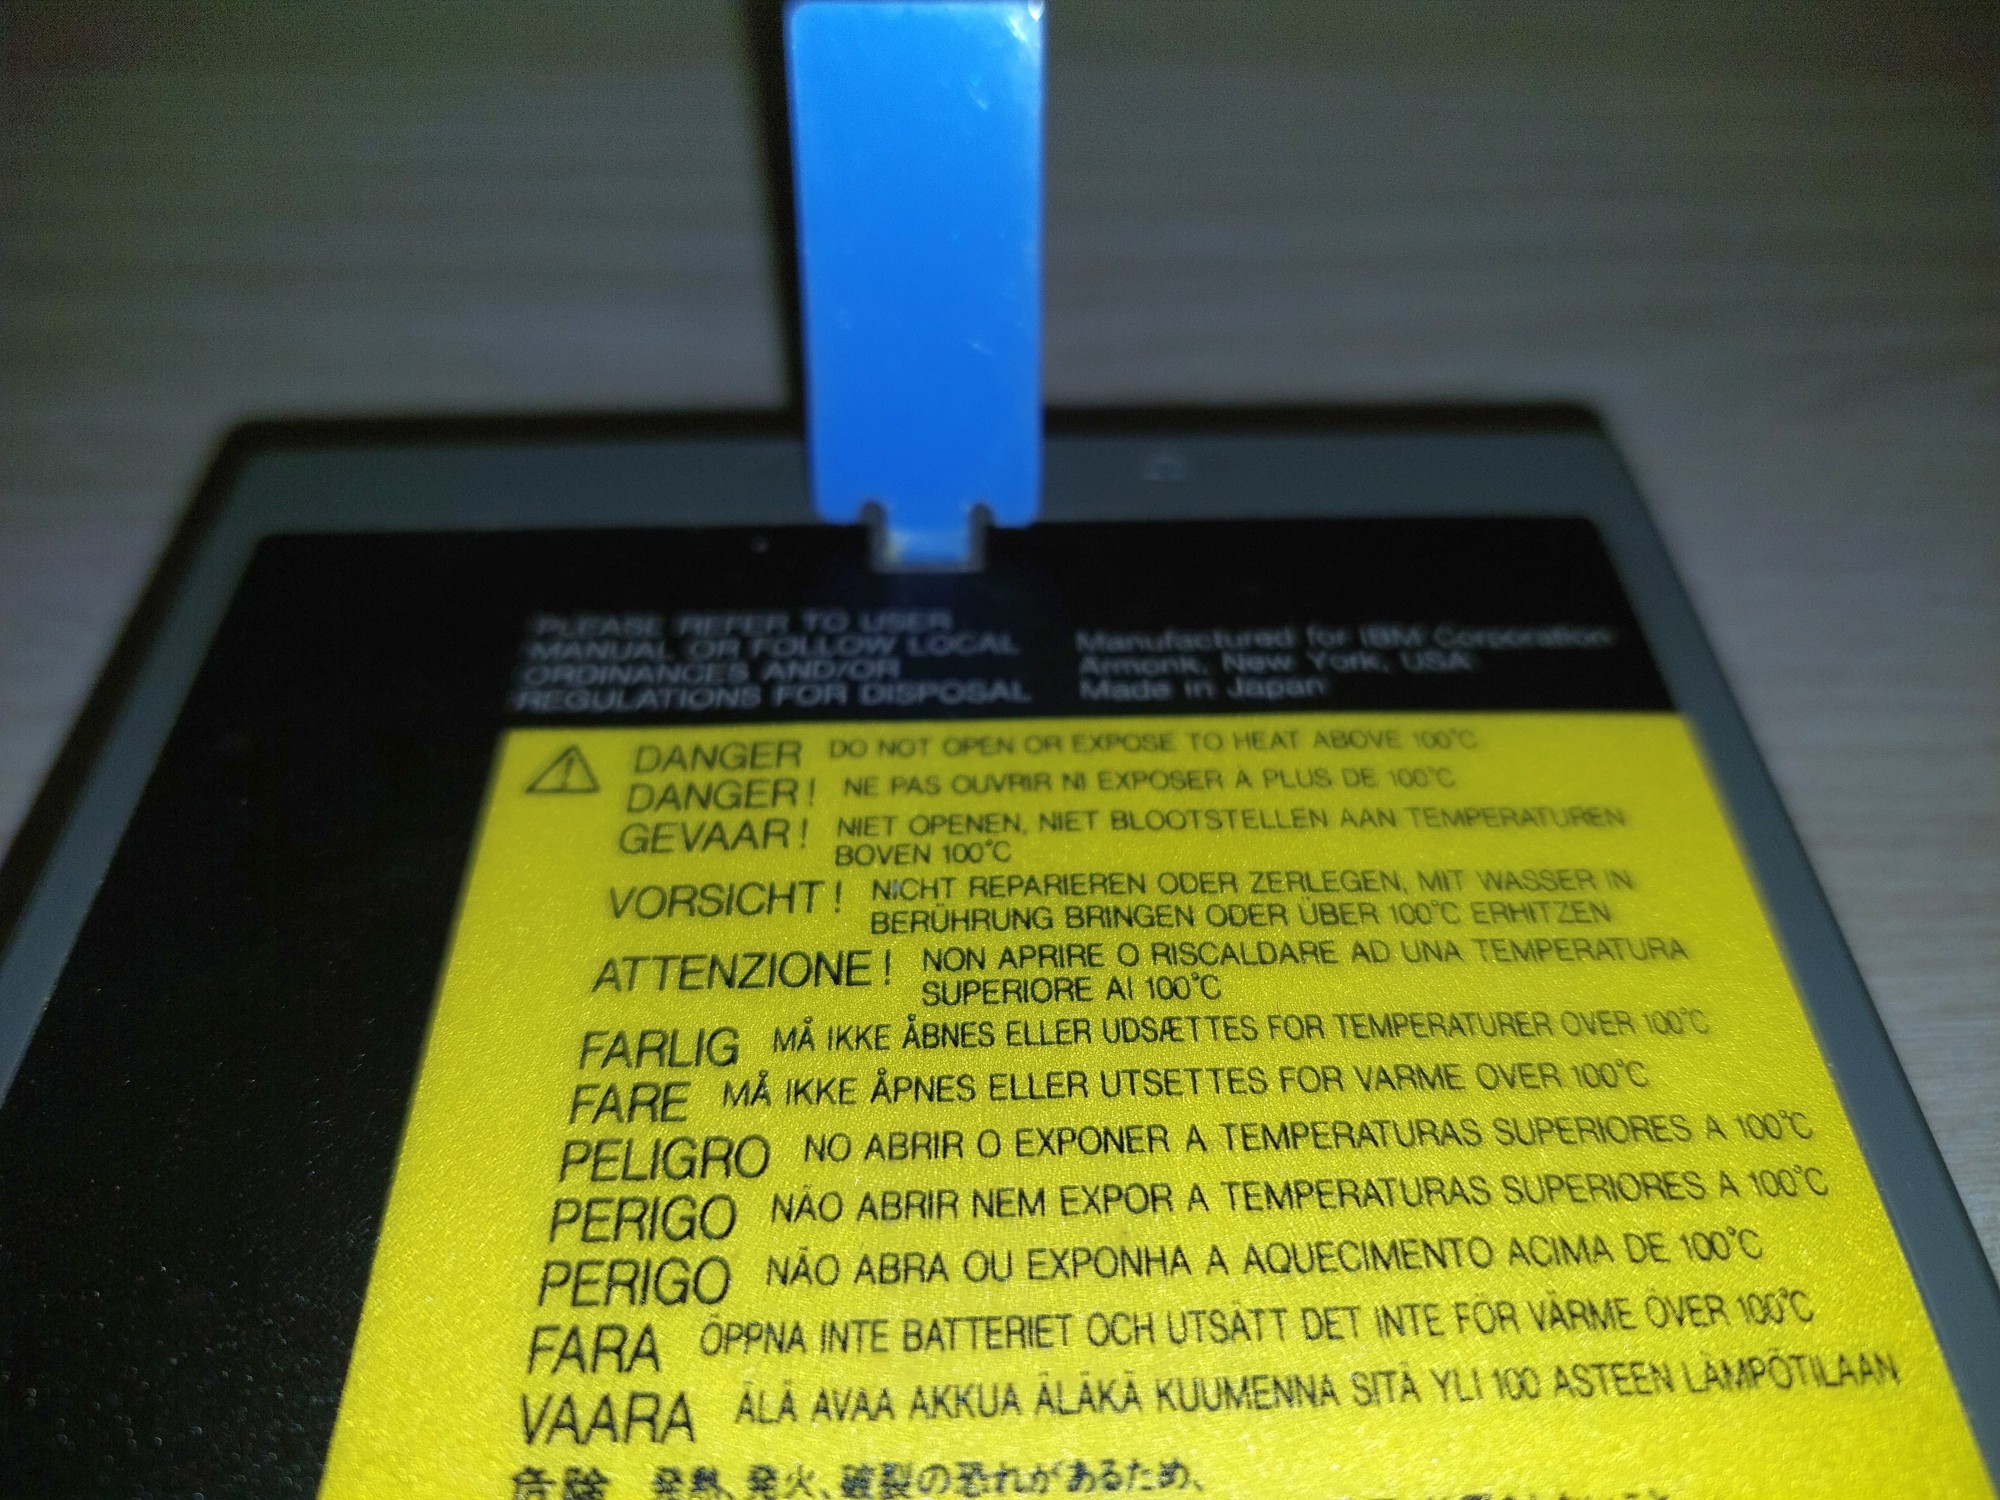 PLEASE REFER TO USER
MANUAL OR FOLLOW LOCAL
ORDINANCES AND/OR
REGULATIONS FOR DISPOSAL
Manufactured for IBM Corporation
Armonk, New York, USA
Made in Japan
DANGER DO NOT OPEN OR EXPOSE TO HEAT ABOVE 100°C
DANGER! NE PAS OUVRIR NI EXPOSER À PLUS DE 100°C
GEVAAR! NIET OPENEN, NIET BLOOTSTELLEN AAN TEMPERATUREN
BOVEN 100°C
VORSICHT! NICHT REPARIEREN ODER ZERLEGEN, MIT WASSER IN
BERÜHRUNG BRINGEN ODER ÜBER 100°C ERHITZEN
ATTENZIONE! NON APRIRE O RISCALDARE AD UNA TEMPERATURA
SUPERIORE AI 100°C
FARLIG MÅ IKKE ÅBNES ELLER UDSÆTTES FOR TEMPERATURER OVER 100°C
FARE MÅ IKKE ÅPNES ELLER UTSETTES FOR VARME OVER 100°C
PELIGRO NO ABRIR O EXPONER A TEMPERATURAS SUPERIORES A 100°C
PERIGO NÃO ABRIR NEM EXPOR A TEMPERATURAS SUPERIORES A 100°C
PERIGO NÃO ABRA OU EXPONHA A AQUECIMENTO ACIMA DE 100°C
FARA ÖPPNA INTE BATTERIET OCH UTSÄTT DET INTE FÖR VÄRME ÖVER 100°C
VAARA ÄLÄ AVAA AKKUA ÄLÄKÄ KUUMENNA SITÄ YLI 100 ASTEEN LÄMPÖTILAAN
危険 発熱、発火、破裂の恐れがあるため、